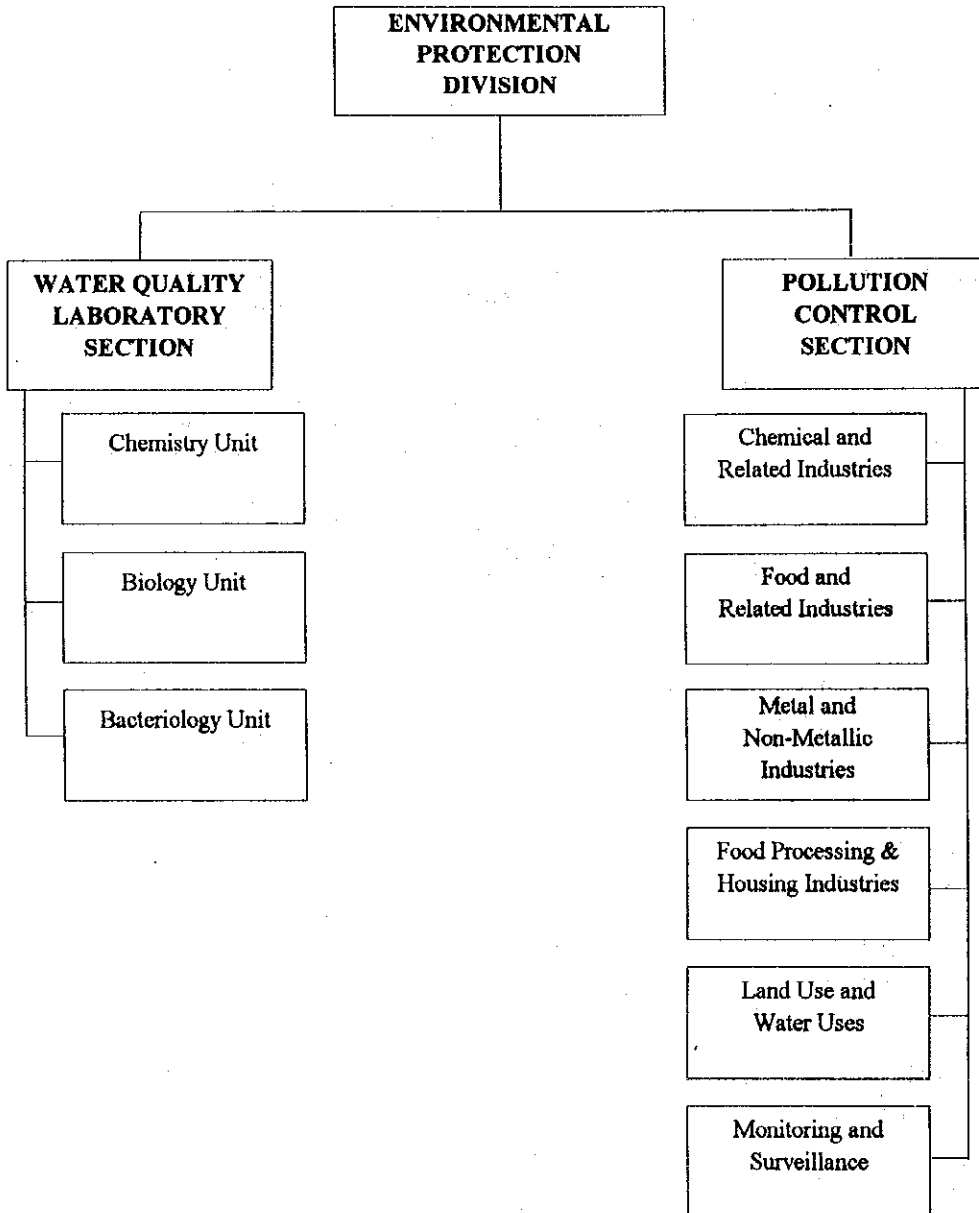 ENVIRONMENTAL
PROTECTION
DIVISION
WATER QUALITY
LABORATORY
SECTION
Chemistry Unit
Biology Unit
Bacteriology Unit
POLLUTION
CONTROL
SECTION
Chemical and
Related Industries
Food and
Related Industries
Metal and
Non-Metallic
Industries
Food Processing &
Housing Industries
Land Use and
Water Uses
Monitoring and
Surveillance